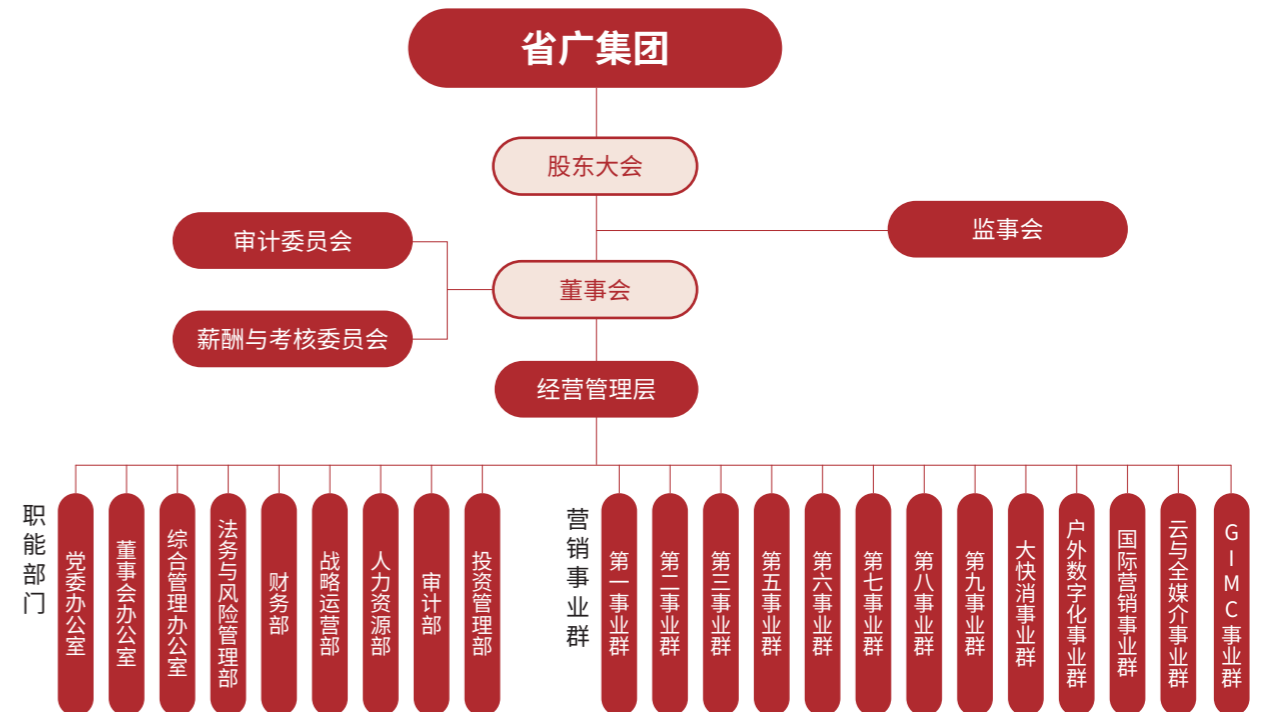 省广集团
股东大会
监事会
审计委员会
董事会
薪酬与考核委员会
经营管理层
职能部门
党委办公室
董事会办公室
综合管理办公室
法务与风险管理部
财务部
战略运营部
人力资源部
审计部
投资管理部
营销事业群
第一事业群
第二事业群
第三事业群
第五事业群
第六事业群
第七事业群
第八事业群
第九事业群
大快消事业群
户外数字化事业群
国际营销事业群
云与全媒介事业群
GIMC事业群